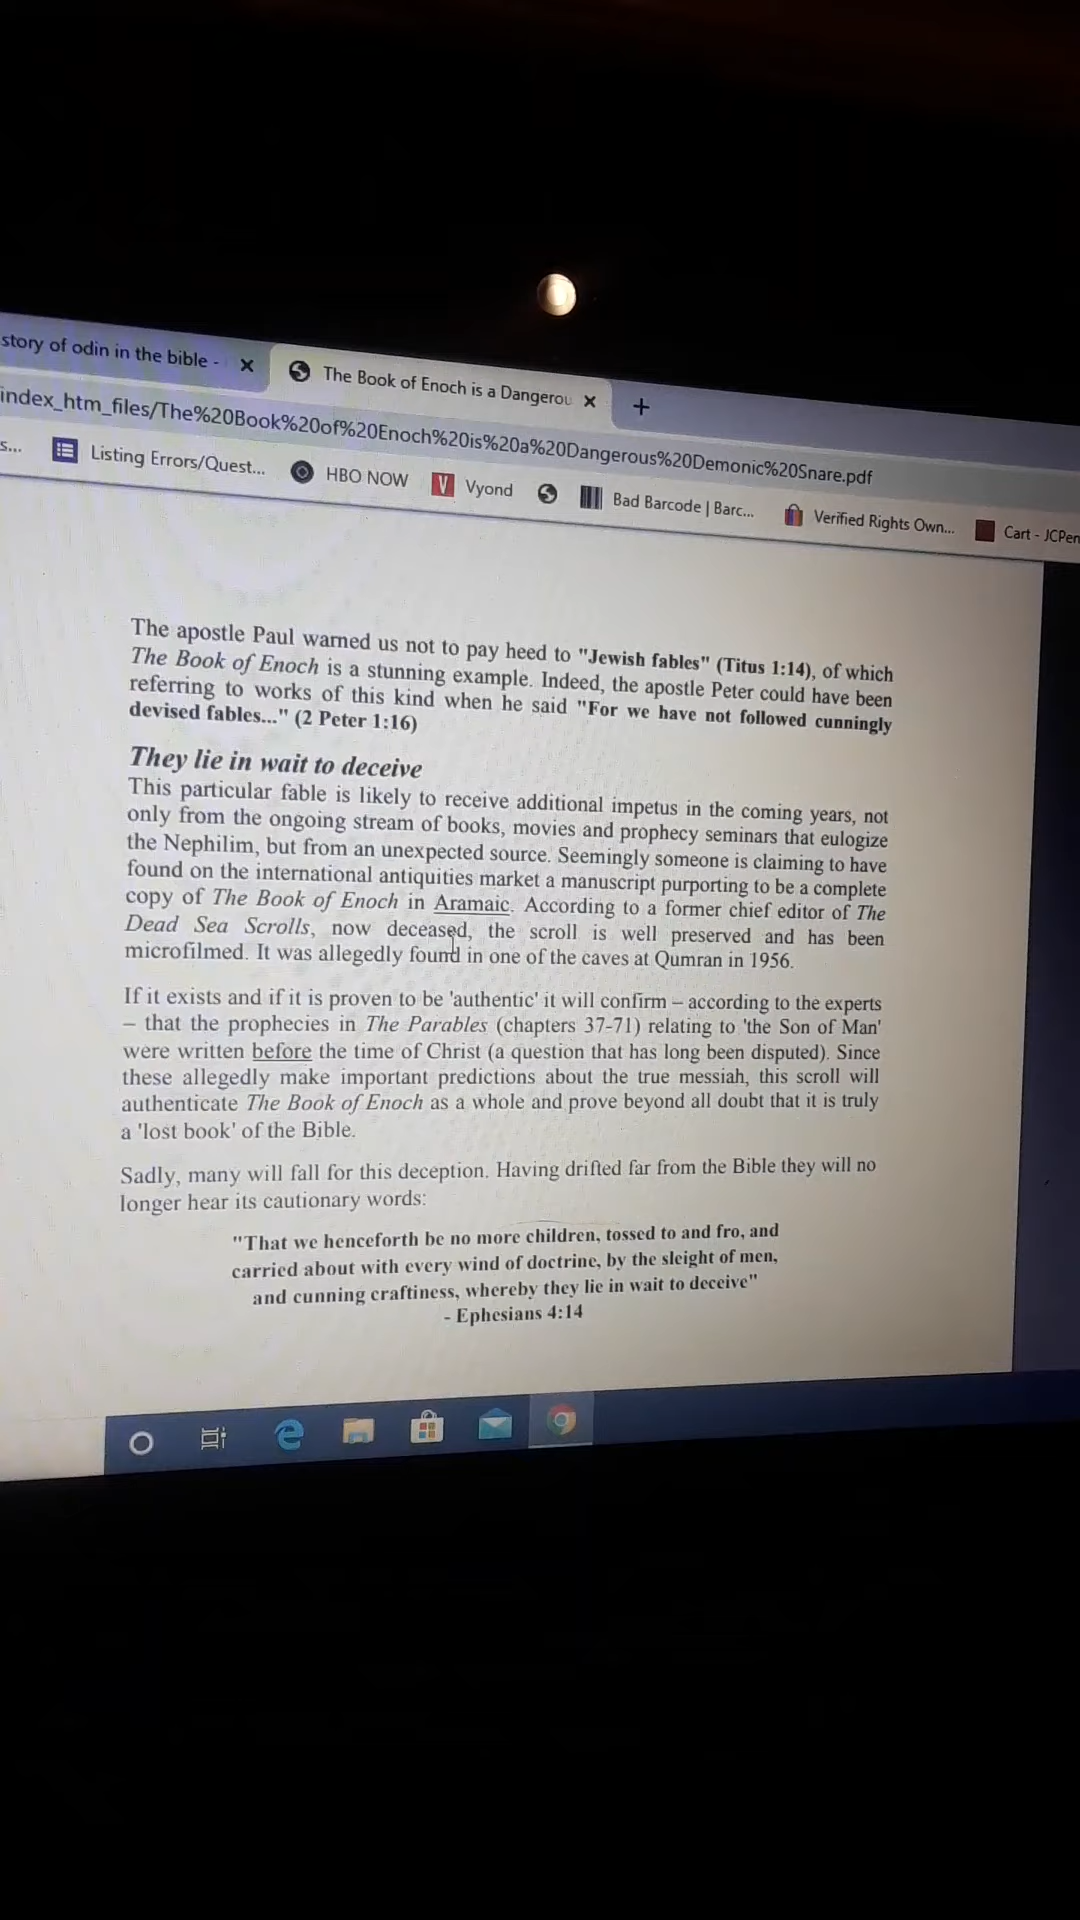 story of odin in the bible -
The Book of Enoch is a Dangerou
index_htm_files/The%20Book%20of%20Enoch%20is%20a%20Dangerous%20Demonic%20Snare.pdf
s...
Listing Errors/Quest...
HBO NOW
V Vyond
Bad Barcode | Barc...
Verified Rights Own...
Cart - JCPen
The apostle Paul warned us not to pay heed to "Jewish fables" (Titus 1:14), of which
The Book of Enoch is a stunning example. Indeed, the apostle Peter could have been
referring to works of this kind when he said "For we have not followed cunningly
devised fables..." (2 Peter 1:16)
They lie in wait to deceive
This particular fable is likely to receive additional impetus in the coming years, not
only from the ongoing stream of books, movies and prophecy seminars that eulogize
the Nephilim, but from an unexpected source. Seemingly someone is claiming to have
found on the international antiquities market a manuscript purporting to be a complete
copy of The Book of Enoch in Aramaic. According to a former chief editor of The
Dead Sea Scrolls, now deceased, the scroll is well preserved and has been
microfilmed. It was allegedly found in one of the caves at Qumran in 1956.
If it exists and if it is proven to be 'authentic' it will confirm – according to the experts
– that the prophecies in The Parables (chapters 37-71) relating to 'the Son of Man'
were written before the time of Christ (a question that has long been disputed). Since
these allegedly make important predictions about the true messiah, this scroll will
authenticate The Book of Enoch as a whole and prove beyond all doubt that it is truly
a 'lost book' of the Bible.
Sadly, many will fall for this deception. Having drifted far from the Bible they will no
longer hear its cautionary words:
"That we henceforth be no more children, tossed to and fro, and
carried about with every wind of doctrine, by the sleight of men,
and cunning craftiness, whereby they lie in wait to deceive"
- Ephesians 4:14